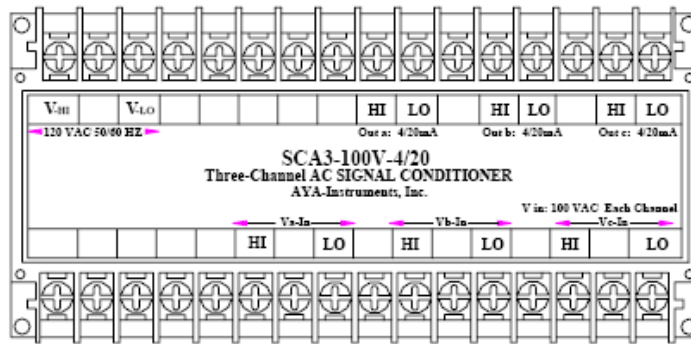 V-HI V-LO HI LO HI LO HI LO
120 VAC 50/60 HZ Out a: 4/20mA Out b: 4/20mA Out c: 4/20mA
SCA3-100V-4/20
Three-Channel AC SIGNAL CONDITIONER
AYA-Instruments, Inc.
V in: 100 VAC Each Channel
Va-In Vb-In Vc-In
HI LO HI LO HI LO